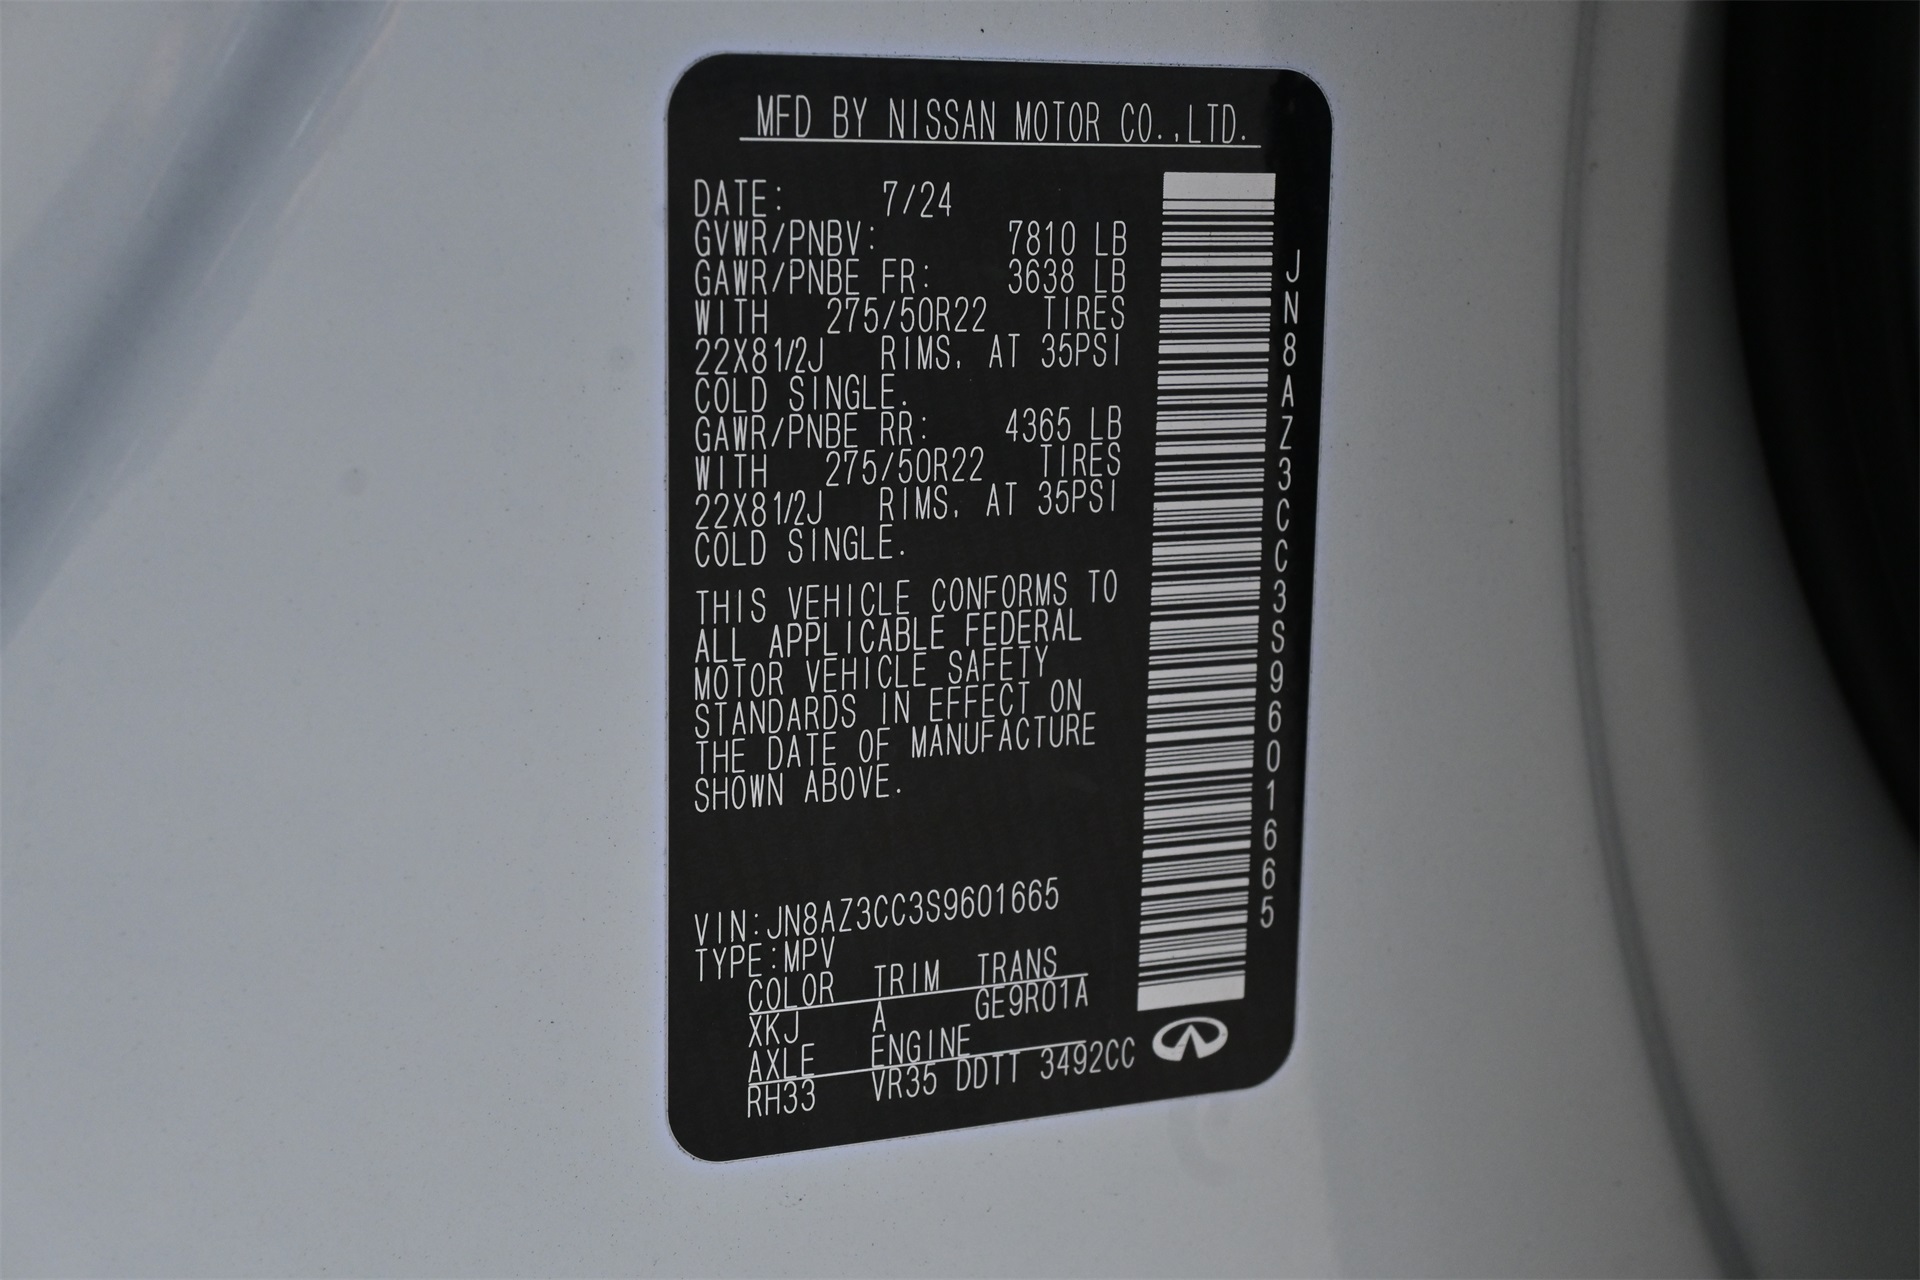 MFD BY NISSAN MOTOR CO.,LTD.
DATE: 7/24
GVWR/PNBV: 7810 LB
GAWR/PNBE FR: 3638 LB
WITH 275/50R22 TIRES
22X81/2J RIMS, AT 35PSI
COLD SINGLE.
GAWR/PNBE RR: 4365 LB
WITH 275/50R22 TIRES
22X81/2J RIMS, AT 35PSI
COLD SINGLE.
THIS VEHICLE CONFORMS TO
ALL APPLICABLE FEDERAL
MOTOR VEHICLE SAFETY
STANDARDS IN EFFECT ON
THE DATE OF MANUFACTURE
SHOWN ABOVE.
VIN:JN8AZ3CC3S9601665
TYPE:MPV
COLOR TRIM TRANS
XKJ A GE9R01A
AXLE ENGINE
RH33 VR35 DDTT 3492CC
JN8AZ3CC3S9601665